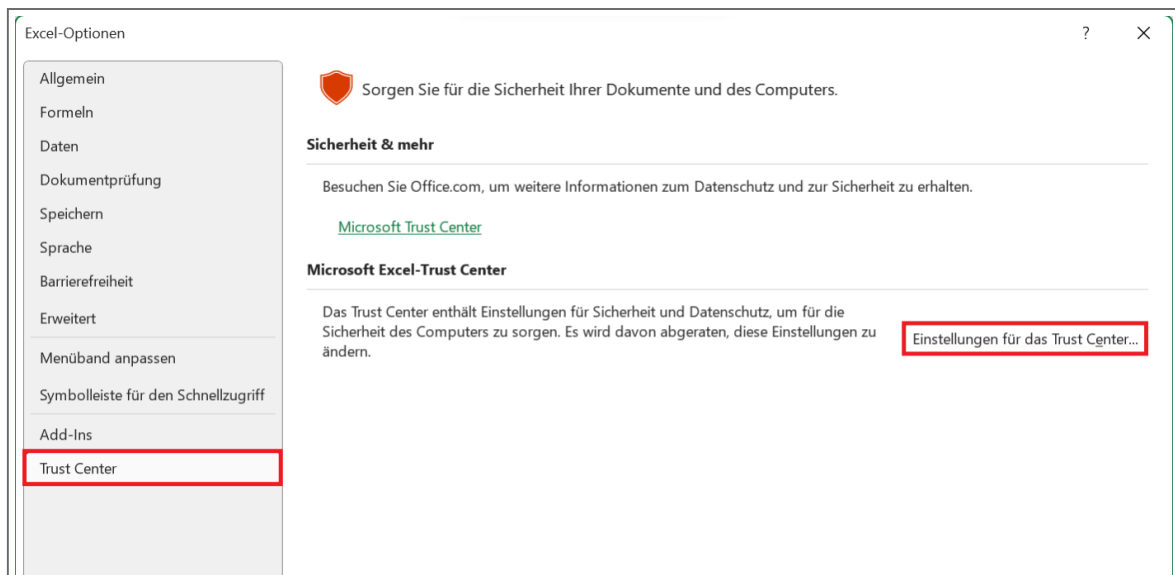 Excel-Optionen
?
Allgemein
Formeln
Daten
Dokumentprüfung
Speichern
Sprache
Barrierefreiheit
Erweitert
Menüband anpassen
Symbolleiste für den Schnellzugriff
Add-Ins
Trust Center
Sorgen Sie für die Sicherheit Ihrer Dokumente und des Computers.
Sicherheit & mehr
Besuchen Sie Office.com, um weitere Informationen zum Datenschutz und zur Sicherheit zu erhalten.
Microsoft Trust Center
Microsoft Excel-Trust Center
Das Trust Center enthält Einstellungen für Sicherheit und Datenschutz, um für die
Sicherheit des Computers zu sorgen. Es wird davon abgeraten, diese Einstellungen zu
ändern.
Einstellungen für das Trust Center...